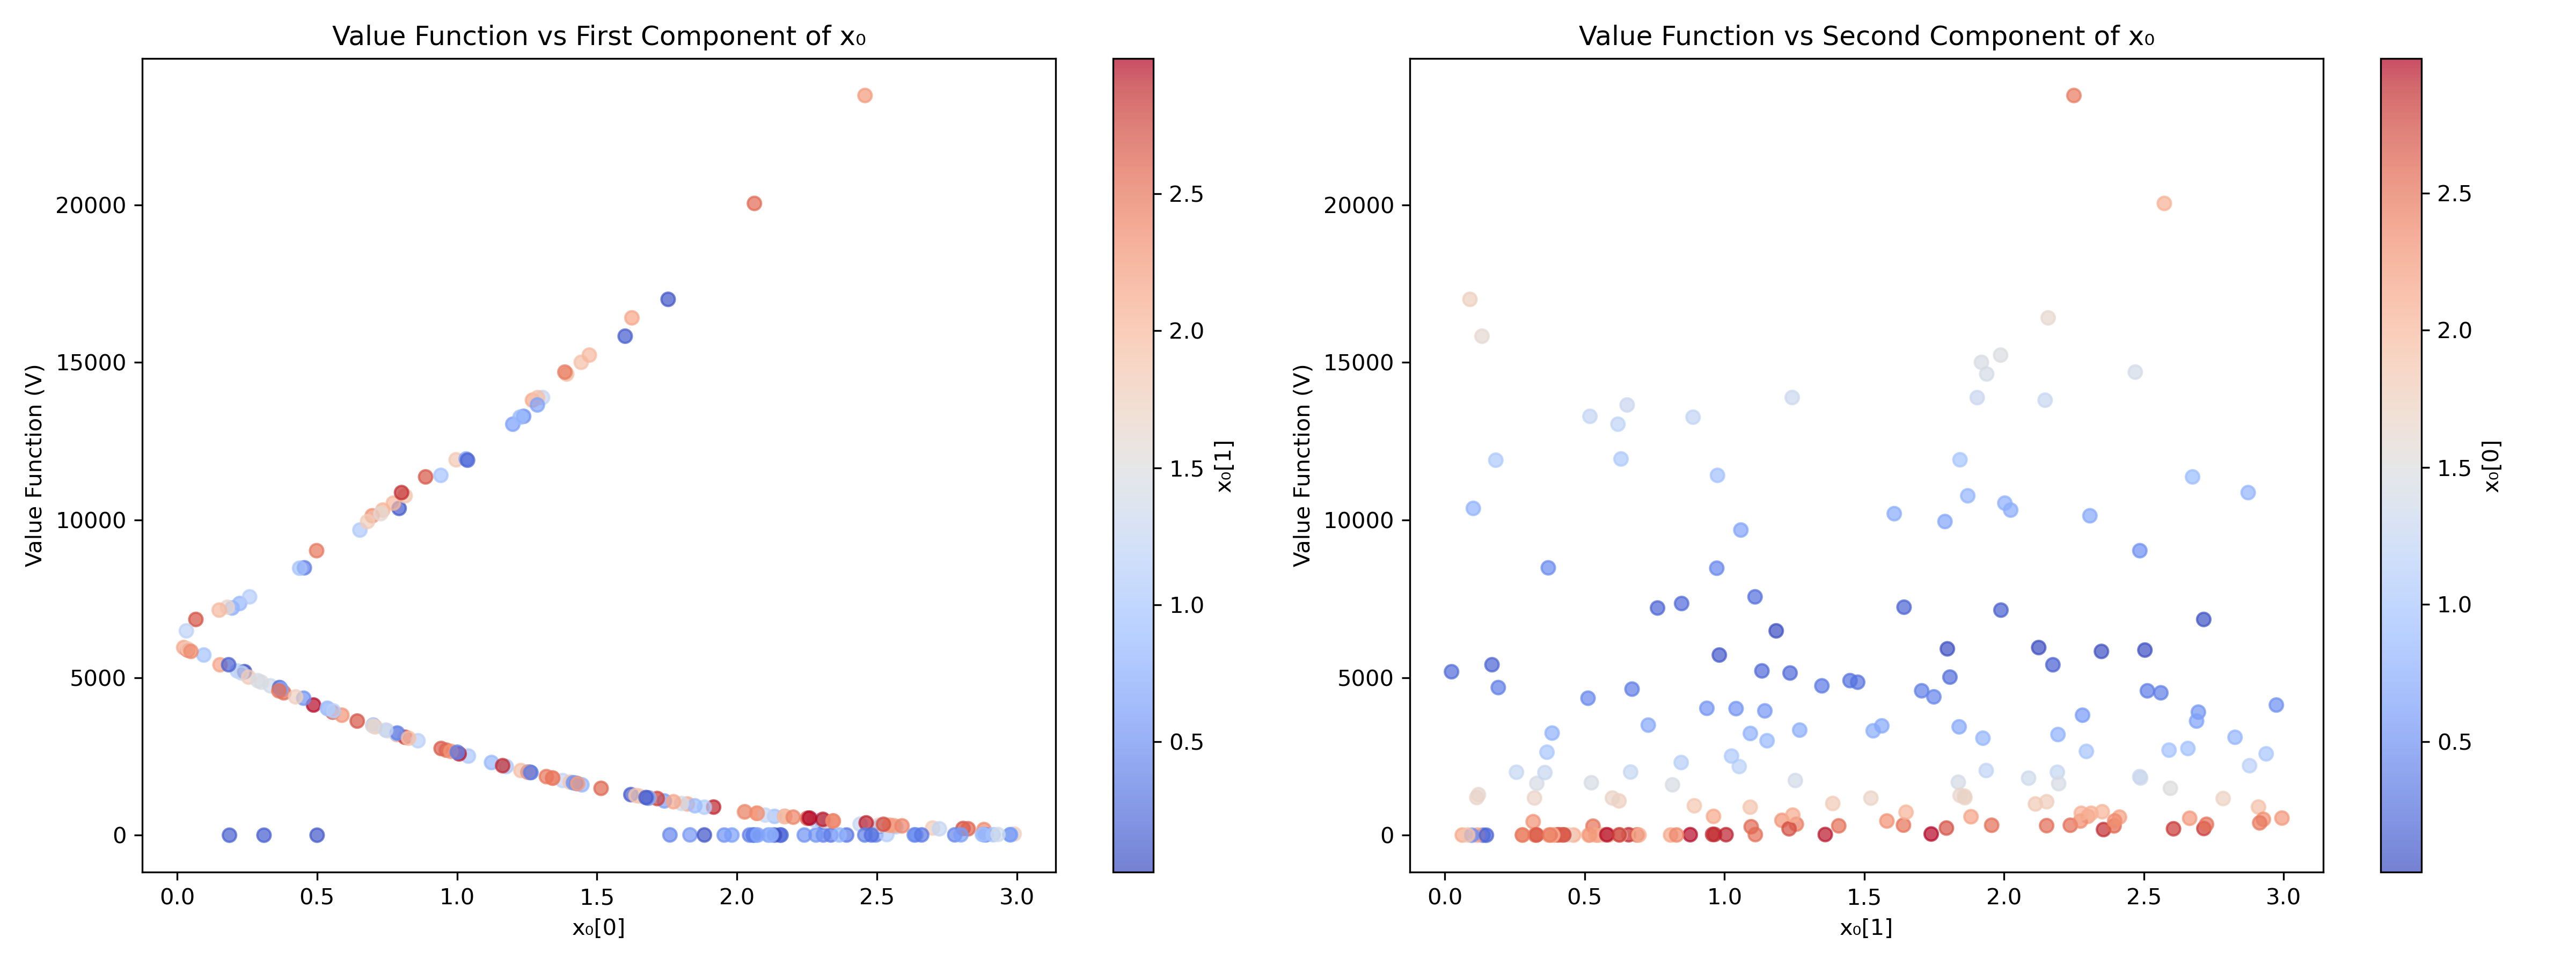 Value Function vs First Component of x₀
Value Function (V)
20000
15000
10000
5000
0
0.0 0.5 1.0 1.5 2.0 2.5 3.0
x₀[0]
2.5
2.0
1.5
1.0
0.5
x₀[1]
Value Function vs Second Component of x₀
Value Function (V)
20000
15000
10000
5000
0
0.0 0.5 1.0 1.5 2.0 2.5 3.0
x₀[1]
2.5
2.0
1.5
1.0
0.5
x₀[0]